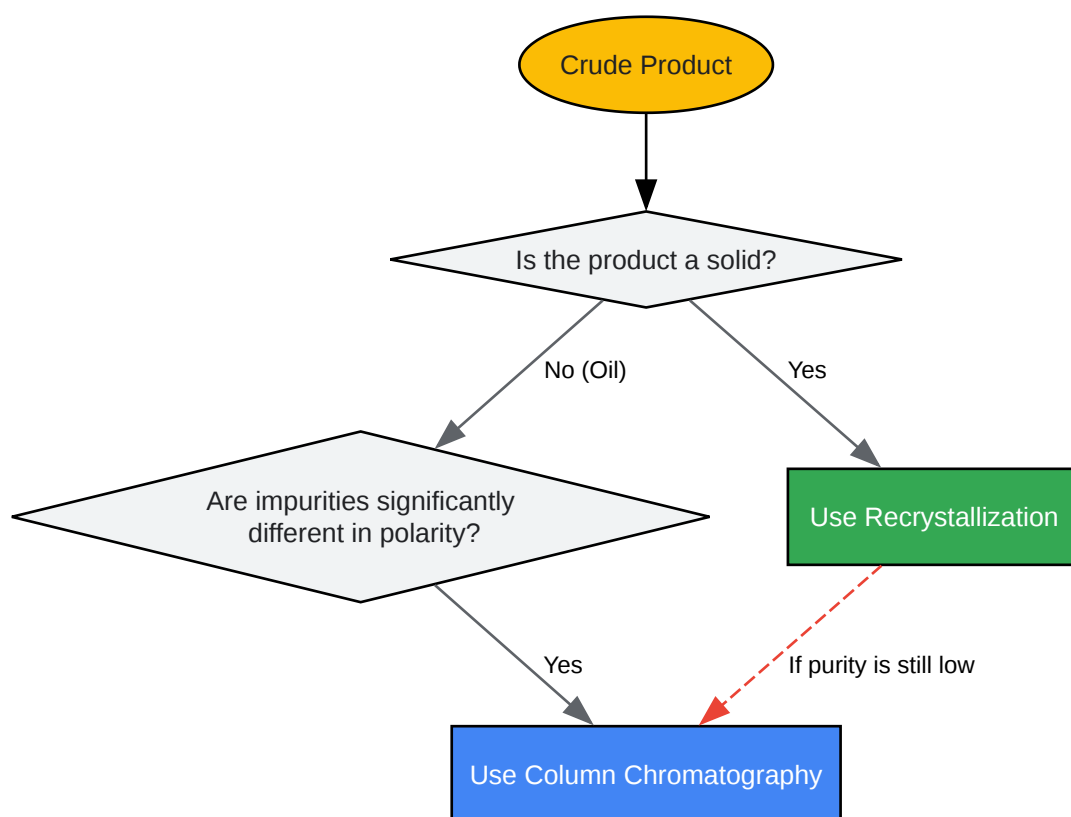 Crude Product
Is the product a solid?
No (Oil)
Yes
Are impurities significantly
different in polarity?
Use Recrystallization
Yes
If purity is still low
Use Column Chromatography